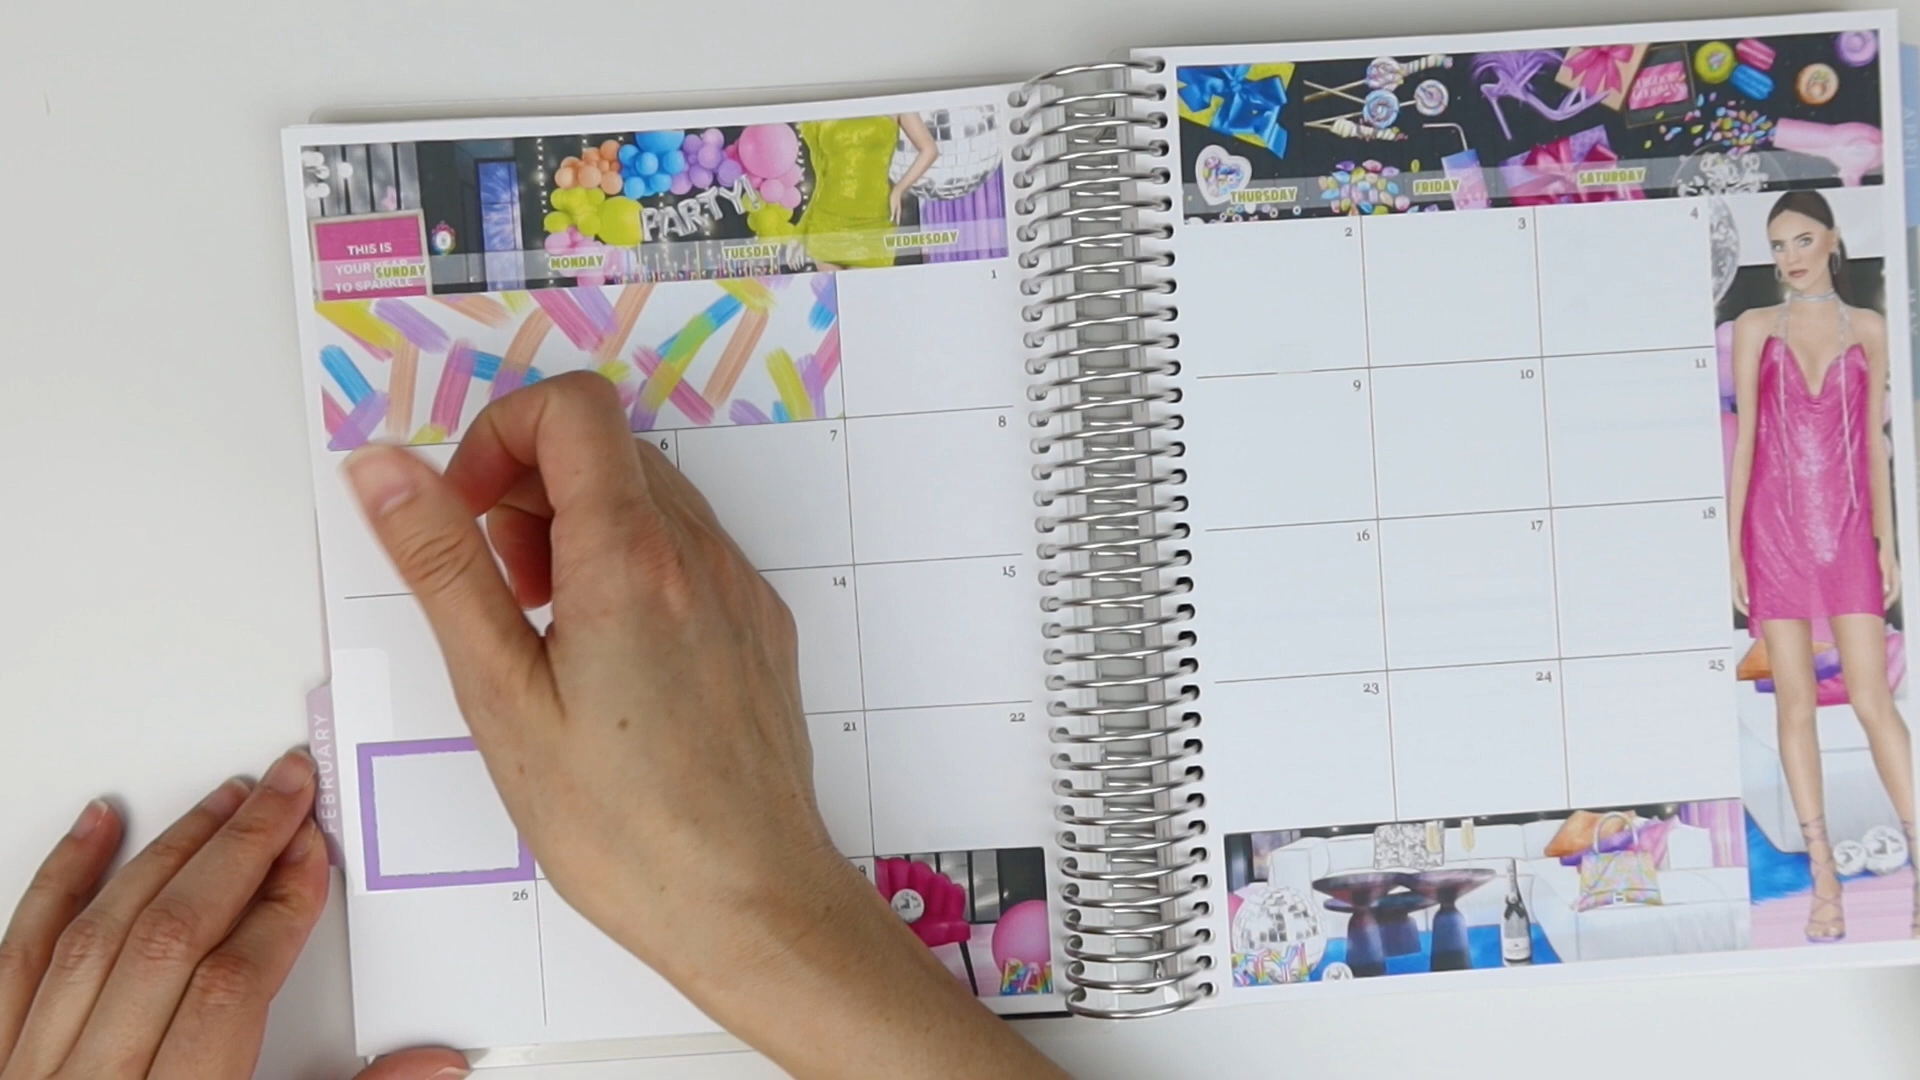 PARTY!
THIS IS
YOUR YEAR
TO SPARKLE
SUNDAY
MONDAY
TUESDAY
WEDNESDAY
THURSDAY
FRIDAY
SATURDAY
1
2
3
4
6
7
8
9
10
11
14
15
16
17
18
21
22
23
24
25
26
FEBRUARY